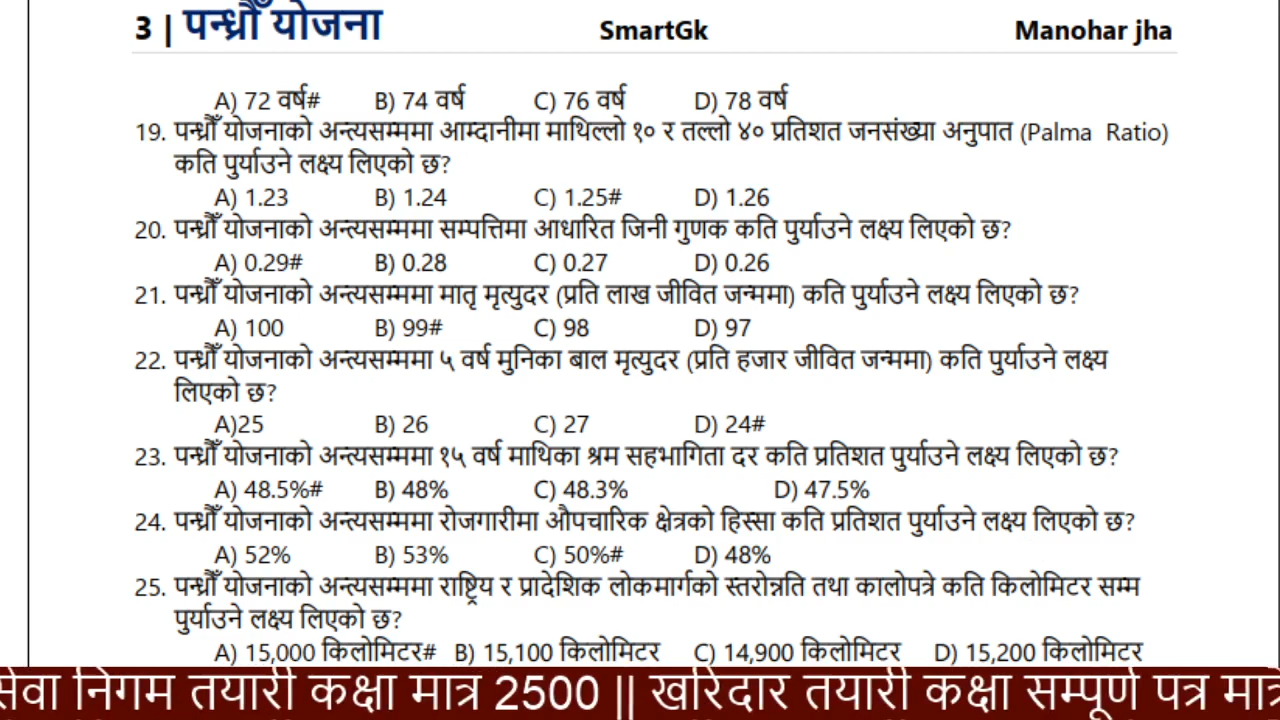 3 | पन्ध्रौँ योजना SmartGk Manohar jha
A) 72 वर्ष# B) 74 वर्ष C) 76 वर्ष D) 78 वर्ष
19. पन्ध्रौँ योजनाको अन्त्यसम्ममा आम्दानीमा माथिल्लो १० र तल्लो ४० प्रतिशत जनसंख्या अनुपात (Palma Ratio)
कति पुर्याउने लक्ष्य लिएको छ?
A) 1.23 B) 1.24 C) 1.25# D) 1.26
20. पन्ध्रौँ योजनाको अन्त्यसम्ममा सम्पत्तिमा आधारित जिनी गुणक कति पुर्याउने लक्ष्य लिएको छ?
A) 0.29# B) 0.28 C) 0.27 D) 0.26
21. पन्ध्रौँ योजनाको अन्त्यसम्ममा मातृ मृत्युदर (प्रति लाख जीवित जन्ममा) कति पुर्याउने लक्ष्य लिएको छ?
A) 100 B) 99# C) 98 D) 97
22. पन्ध्रौँ योजनाको अन्त्यसम्ममा ५ वर्ष मुनिका बाल मृत्युदर (प्रति हजार जीवित जन्ममा) कति पुर्याउने लक्ष्य
लिएको छ?
A)25 B) 26 C) 27 D) 24#
23. पन्ध्रौँ योजनाको अन्त्यसम्ममा १५ वर्ष माथिका श्रम सहभागिता दर कति प्रतिशत पुर्याउने लक्ष्य लिएको छ?
A) 48.5%# B) 48% C) 48.3% D) 47.5%
24. पन्ध्रौँ योजनाको अन्त्यसम्ममा रोजगारीमा औपचारिक क्षेत्रको हिस्सा कति प्रतिशत पुर्याउने लक्ष्य लिएको छ?
A) 52% B) 53% C) 50%# D) 48%
25. पन्ध्रौँ योजनाको अन्त्यसम्ममा राष्ट्रिय र प्रादेशिक लोकमार्गको स्तरोन्नति तथा कालोपत्रे कति किलोमिटर सम्म
पुर्याउने लक्ष्य लिएको छ?
A) 15,000 किलोमिटर# B) 15,100 किलोमिटर C) 14,900 किलोमिटर D) 15,200 किलोमिटर
सेवा निगम तयारी कक्षा मात्र 2500 || खरिदार तयारी कक्षा सम्पूर्ण पत्र मात्र